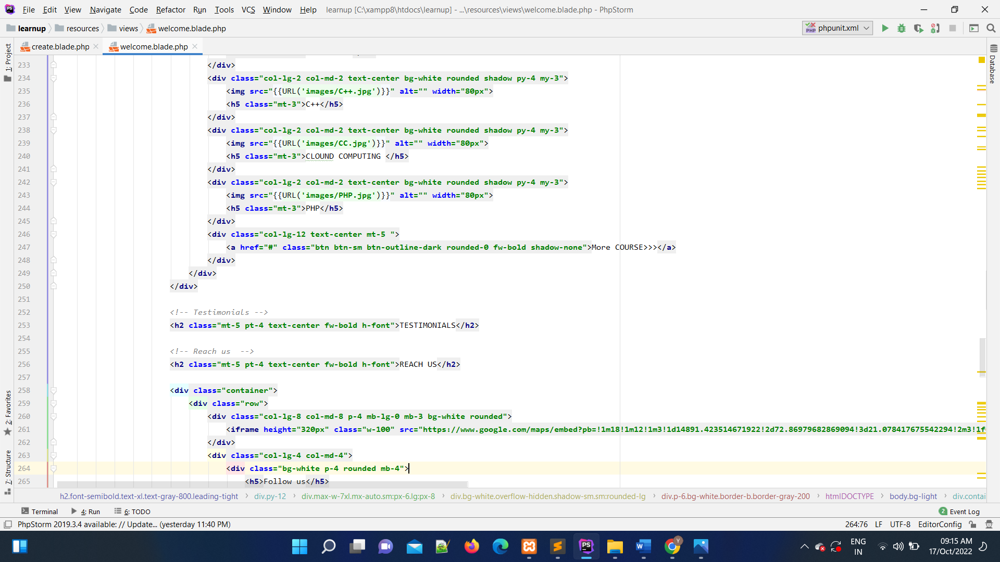 File Edit View Navigate Code Refactor Run Tools VCS Window Help learnup [C:\xampp8\htdocs\learnup] - ...\resources\views\welcome.blade.php - PhpStorm
learnup resources views welcome.blade.php phpunit.xml
create.blade.php welcome.blade.php
1: Project
Database
233 </div>
234 <div class="col-lg-2 col-md-2 text-center bg-white rounded shadow py-4 my-3">
235 <img src="{{URL('images/C++.jpg')}}" alt="" width="80px">
236 <h5 class="mt-3">C++</h5>
237 </div>
238 <div class="col-lg-2 col-md-2 text-center bg-white rounded shadow py-4 my-3">
239 <img src="{{URL('images/CC.jpg')}}" alt="" width="80px">
240 <h5 class="mt-3">CLOUND COMPUTING </h5>
241 </div>
242 <div class="col-lg-2 col-md-2 text-center bg-white rounded shadow py-4 my-3">
243 <img src="{{URL('images/PHP.jpg')}}" alt="" width="80px">
244 <h5 class="mt-3">PHP</h5>
245 </div>
246 <div class="col-lg-12 text-center mt-5 ">
247 <a href="#" class="btn btn-sm btn-outline-dark rounded-0 fw-bold shadow-none">More COURSE>>></a>
248 </div>
249 </div>
250 </div>
251
252 <!-- Testimonials -->
253 <h2 class="mt-5 pt-4 text-center fw-bold h-font">TESTIMONIALS</h2>
254
255 <!-- Reach us  -->
256 <h2 class="mt-5 pt-4 text-center fw-bold h-font">REACH US</h2>
257
258 <div class="container">
259 <div class="row">
260 <div class="col-lg-8 col-md-8 p-4 mb-lg-0 mb-3 bg-white rounded">
261 <iframe height="320px" class="w-100" src="https://www.google.com/maps/embed?pb=!1m18!1m12!1m3!1d14891.423514671922!2d72.86979682869094!3d21.078417675542294!2m3!1f
262 </div>
263 <div class="col-lg-4 col-md-4">
264 <div class="bg-white p-4 rounded mb-4">
265 <h5>Follow us</h5>
2: Favorites
7: Structure
h2.font-semibold.text-xl.text-gray-800.leading-tight div.py-12 div.max-w-7xl.mx-auto.sm:px-6.lg:px-8 div.bg-white.overflow-hidden.shadow-sm.sm:rounded-lg div.p-6.bg-white.border-b.border-gray-200 htmlDOCTYPE body.bg-light div.contai
Terminal 4: Run 6: TODO 2 Event Log
PhpStorm 2019.3.4 available: // Update... (yesterday 11:40 PM) 264:76 LF UTF-8 EditorConfig
ENG
IN
09:15 AM
17/Oct/2022